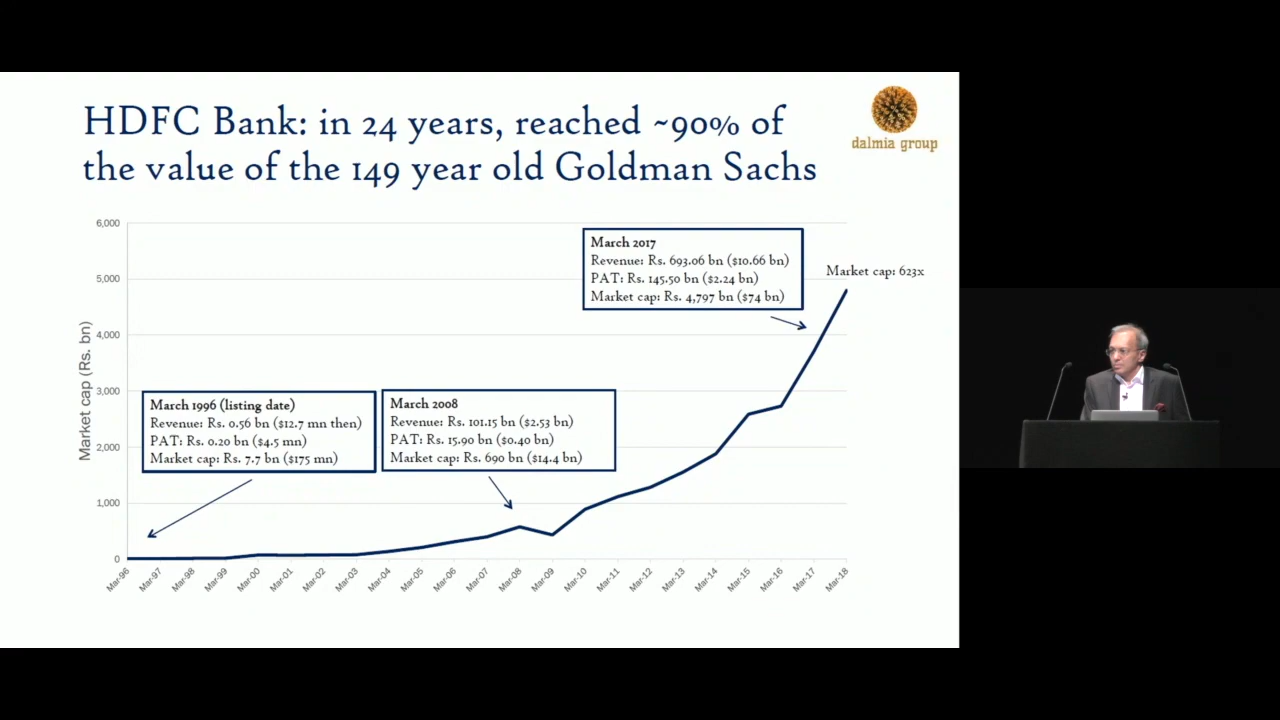 HDFC Bank: in 24 years, reached ~90% of
the value of the 149 year old Goldman Sachs
dalmia group
Market cap (Rs. bn)
6,000
5,000
4,000
3,000
2,000
1,000
0
March 1996 (listing date)
Revenue: Rs. 0.56 bn ($12.7 mn then)
PAT: Rs. 0.20 bn ($4.5 mn)
Market cap: Rs. 7.7 bn ($175 mn)
March 2008
Revenue: Rs. 101.15 bn ($2.53 bn)
PAT: Rs. 15.90 bn ($0.40 bn)
Market cap: Rs. 690 bn ($14.4 bn)
March 2017
Revenue: Rs. 693.06 bn ($10.66 bn)
PAT: Rs. 145.50 bn ($2.24 bn)
Market cap: Rs. 4,797 bn ($74 bn)
Market cap: 623x
Mar-96
Mar-97
Mar-98
Mar-99
Mar-00
Mar-01
Mar-02
Mar-03
Mar-04
Mar-05
Mar-06
Mar-07
Mar-08
Mar-09
Mar-10
Mar-11
Mar-12
Mar-13
Mar-14
Mar-15
Mar-16
Mar-17
Mar-18